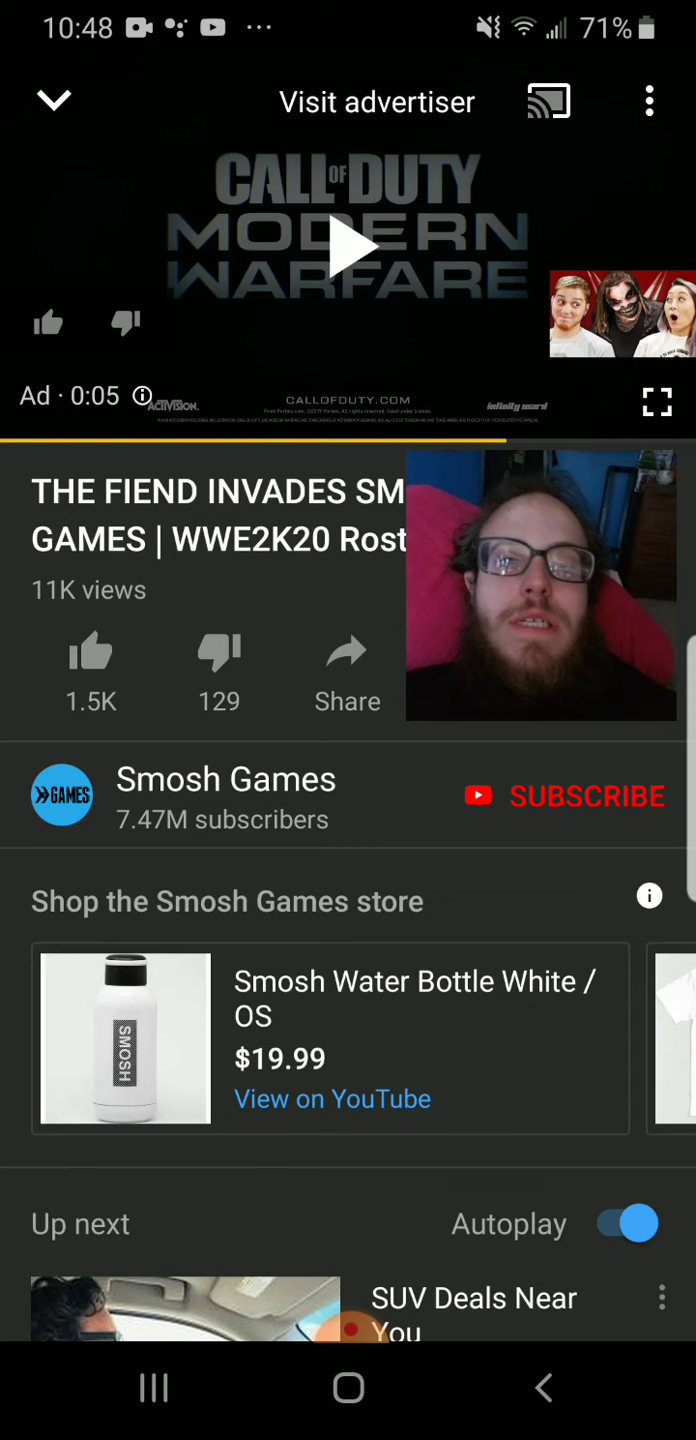 10:48
71%
Visit advertiser
CALL OF DUTY
MODERN
WARFARE
Ad · 0:05
ACTIVISION.
CALLOFDUTY.COM
infinity ward
THE FIEND INVADES SM
GAMES | WWE2K20 Rost
11K views
1.5K
129
Share
GAMES
Smosh Games
SUBSCRIBE
7.47M subscribers
Shop the Smosh Games store
SMOSH
Smosh Water Bottle White /
OS
$19.99
View on YouTube
Up next
Autoplay
SUV Deals Near
You